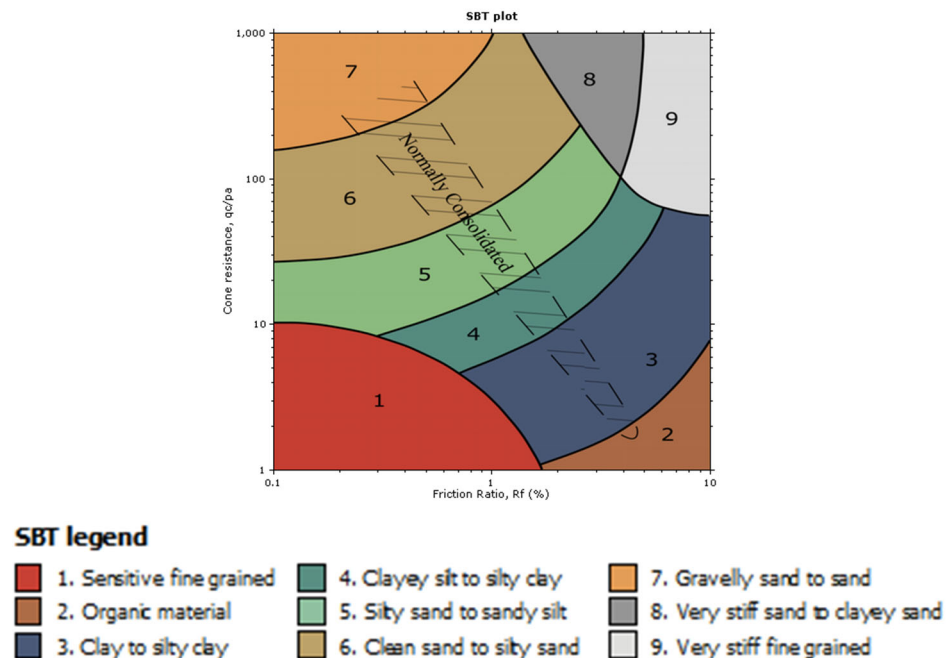 SBT plot
1,000
7
8
9
100
Normally Consolidated
6
5
10
4
3
1
2
1
0.1
1
10
Cone resistance, qc/pa
Friction Ratio, Rf (%)
SBT legend
1. Sensitive fine grained
4. Clayey silt to silty clay
7. Gravelly sand to sand
2. Organic material
5. Silty sand to sandy silt
8. Very stiff sand to clayey sand
3. Clay to silty clay
6. Clean sand to silty sand
9. Very stiff fine grained